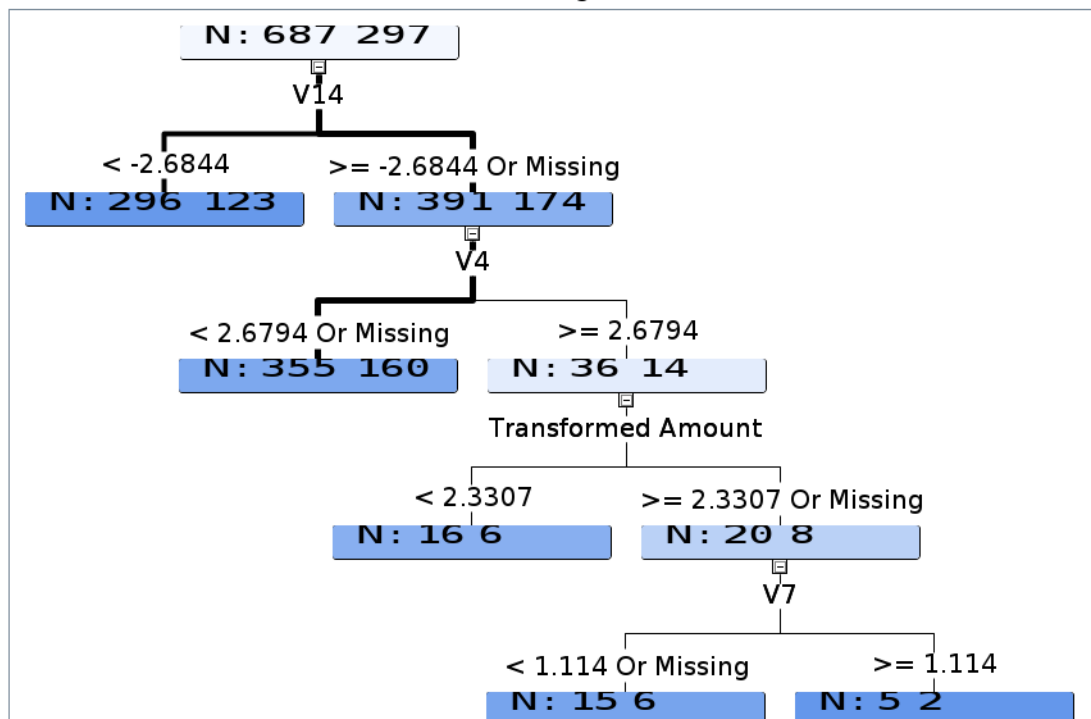 N: 687 297
V14
< -2.6844
>= -2.6844 Or Missing
N: 296 123
N: 391 174
V4
< 2.6794 Or Missing
>= 2.6794
N: 355 160
N: 36 14
Transformed Amount
< 2.3307
>= 2.3307 Or Missing
N: 16 6
N: 20 8
V7
< 1.114 Or Missing
>= 1.114
N: 15 6
N: 5 2